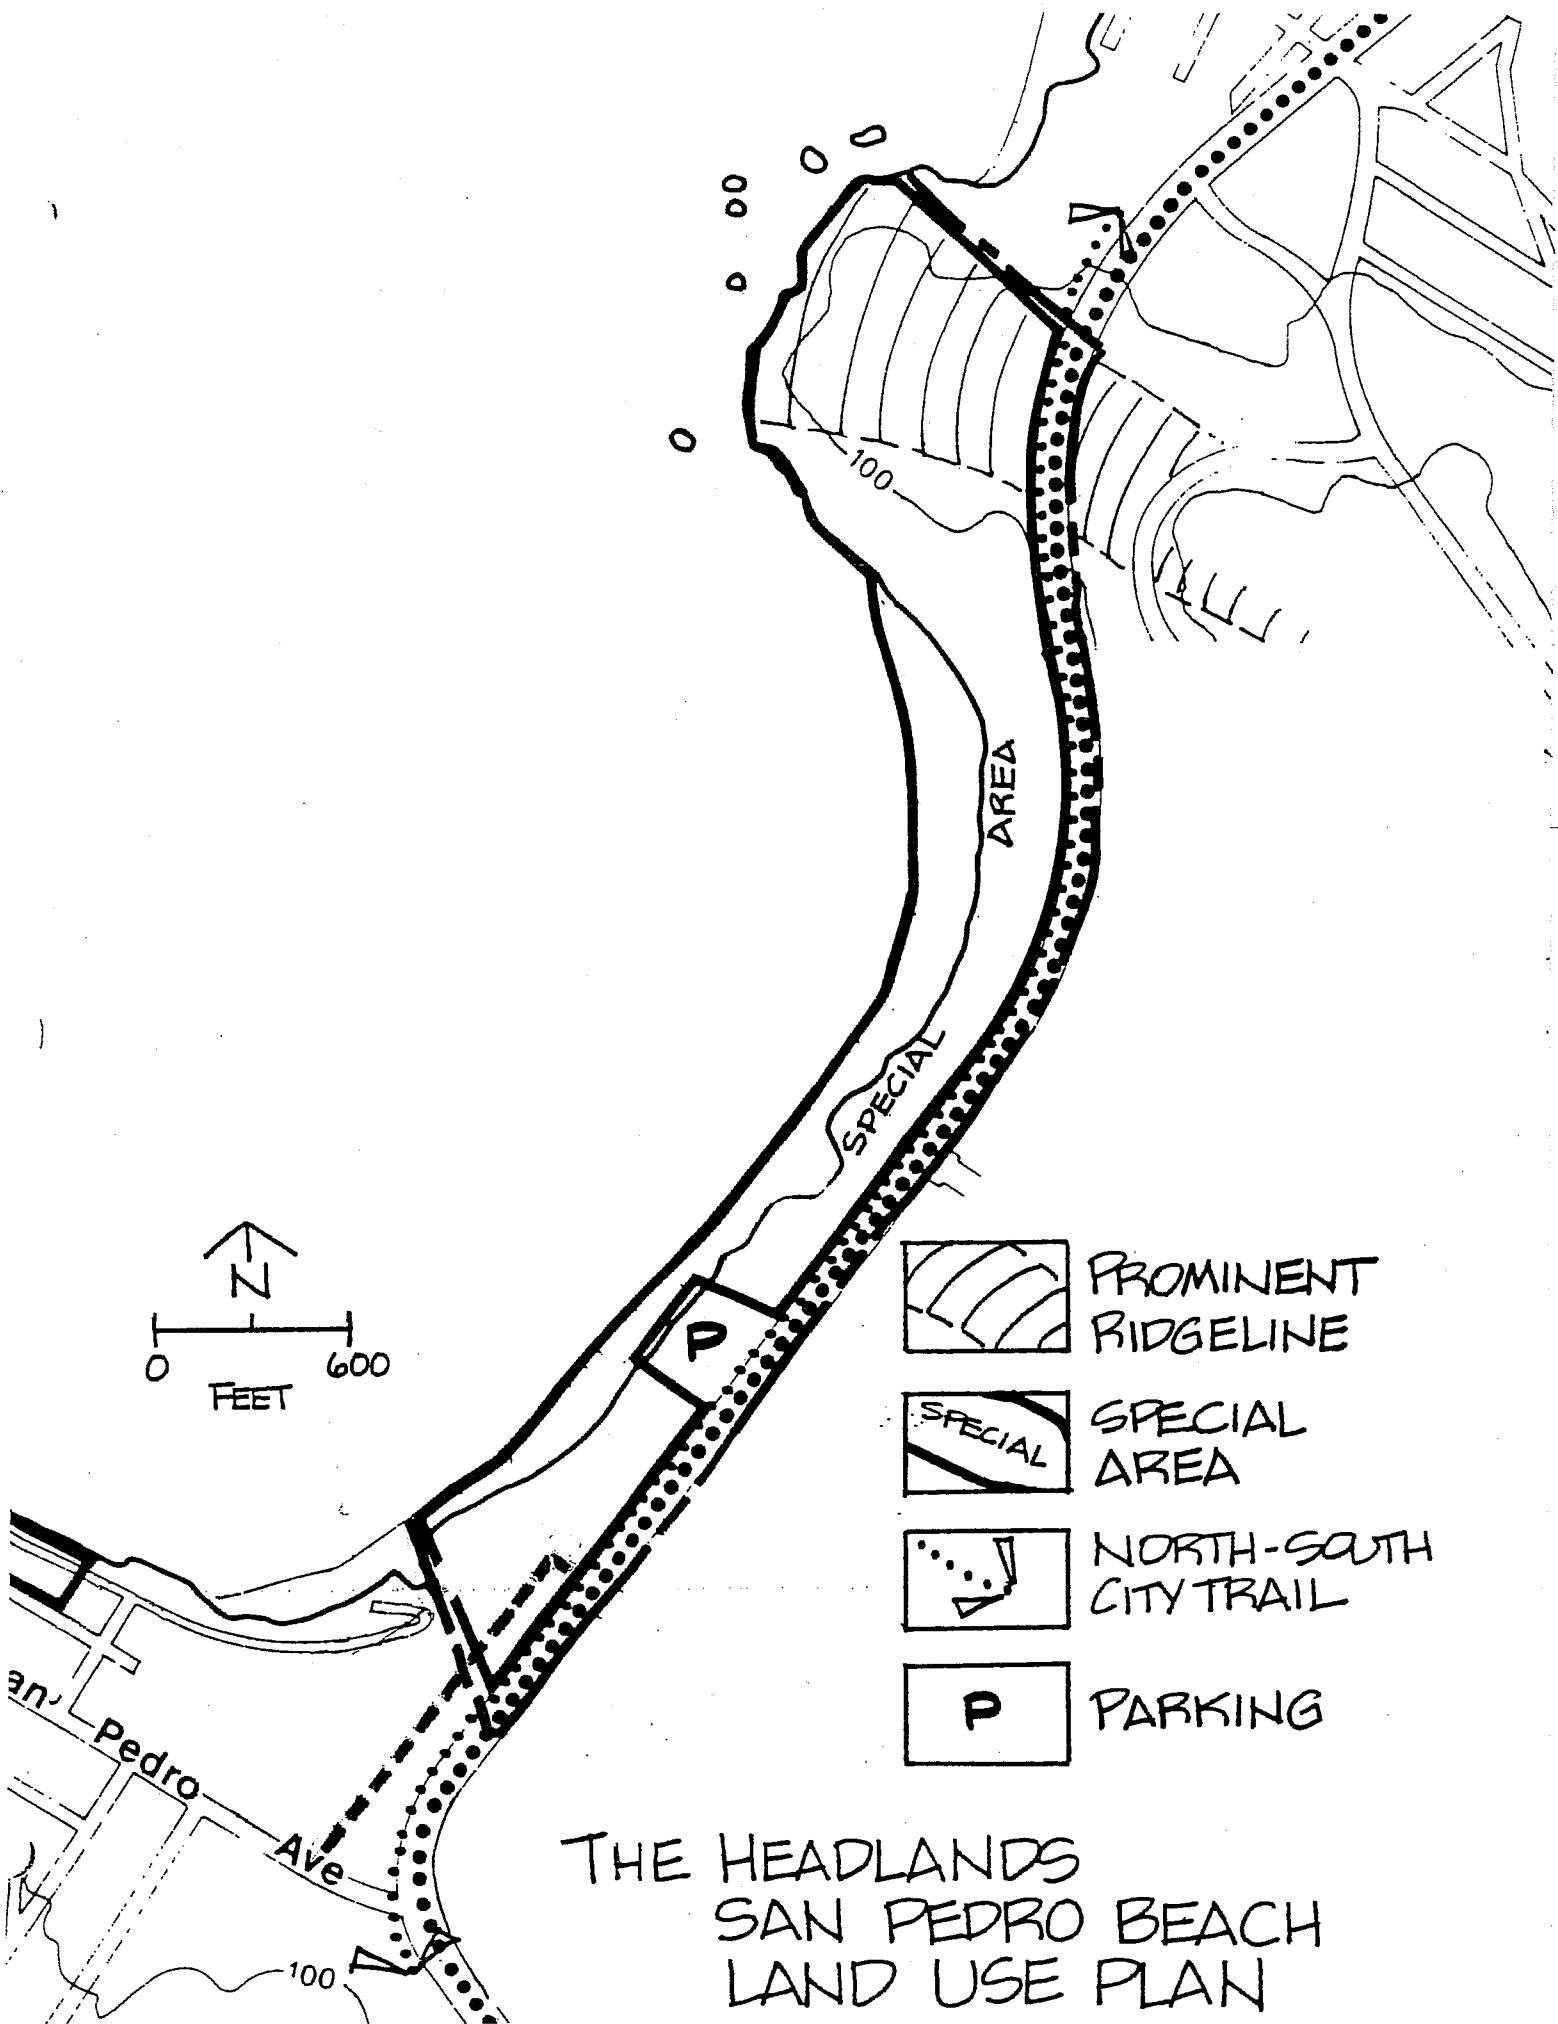 100
AREA
SPECIAL
N
0 600
FEET
P
PROMINENT
RIDGELINE
SPECIAL
SPECIAL
AREA
NORTH-SOUTH
CITY TRAIL
P
PARKING
an
Pedro
Ave
100
THE HEADLANDS
SAN PEDRO BEACH
LAND USE PLAN